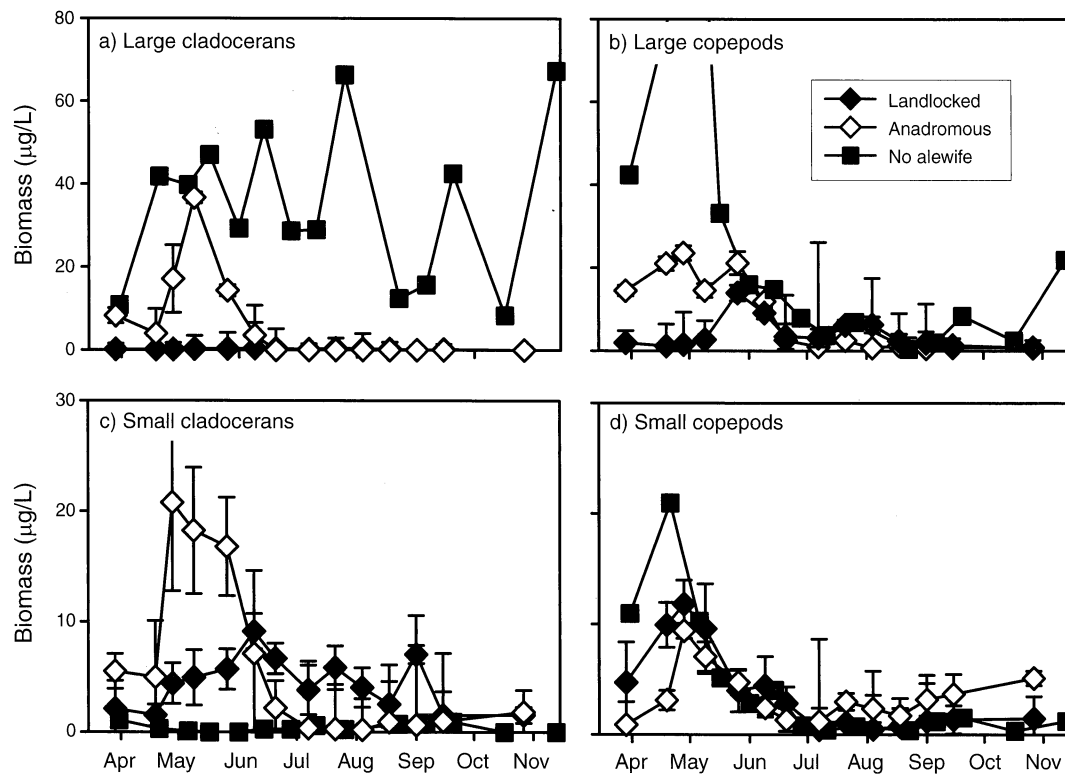 80
60
40
20
0
Biomass (µg/L)
a) Large cladocerans
b) Large copepods
Landlocked
Anadromous
No alewife
30
20
10
0
Biomass (µg/L)
c) Small cladocerans
d) Small copepods
Apr May Jun Jul Aug Sep Oct Nov
Apr May Jun Jul Aug Sep Oct Nov